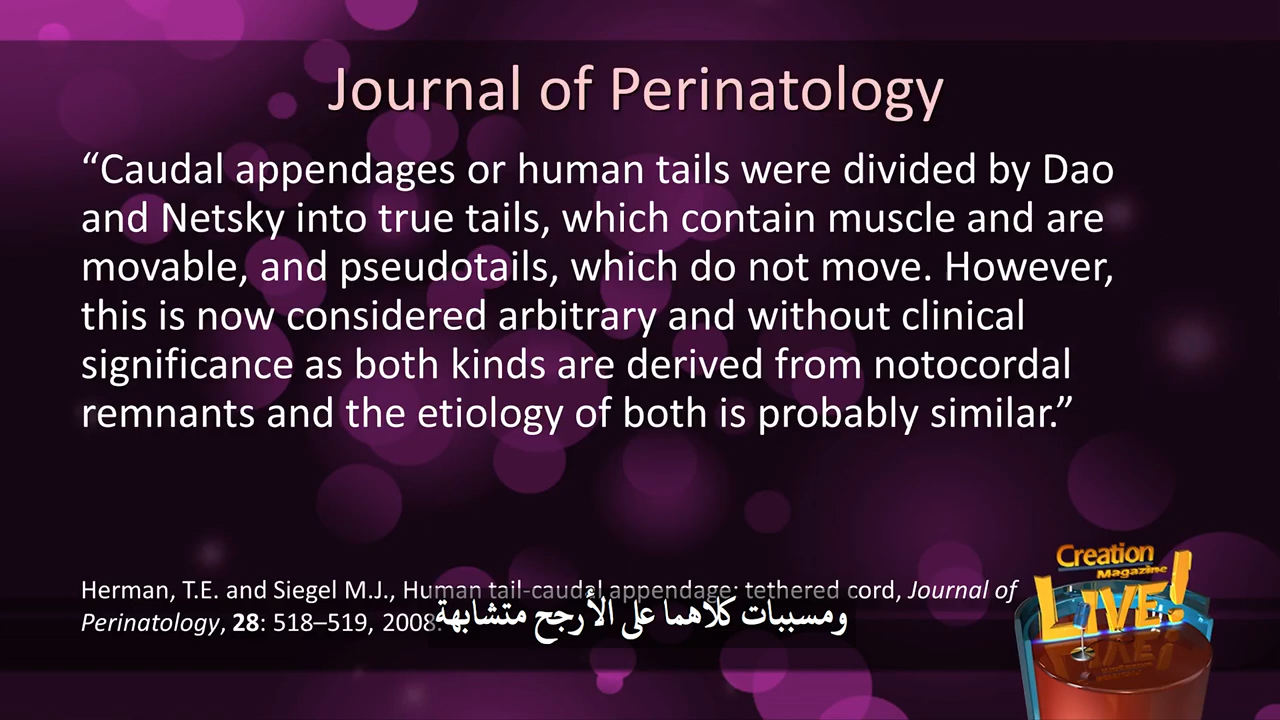 Journal of Perinatology
“Caudal appendages or human tails were divided by Dao
and Netsky into true tails, which contain muscle and are
movable, and pseudotails, which do not move. However,
this is now considered arbitrary and without clinical
significance as both kinds are derived from notocordal
remnants and the etiology of both is probably similar.”
Herman, T.E. and Siegel M.J., Human tail-caudal appendage: tethered cord, Journal of
Perinatology, 28: 518–519, 2008.
ومسببات كلاهما على الأرجح متشابهة
Creation
Magazine
LIVE!